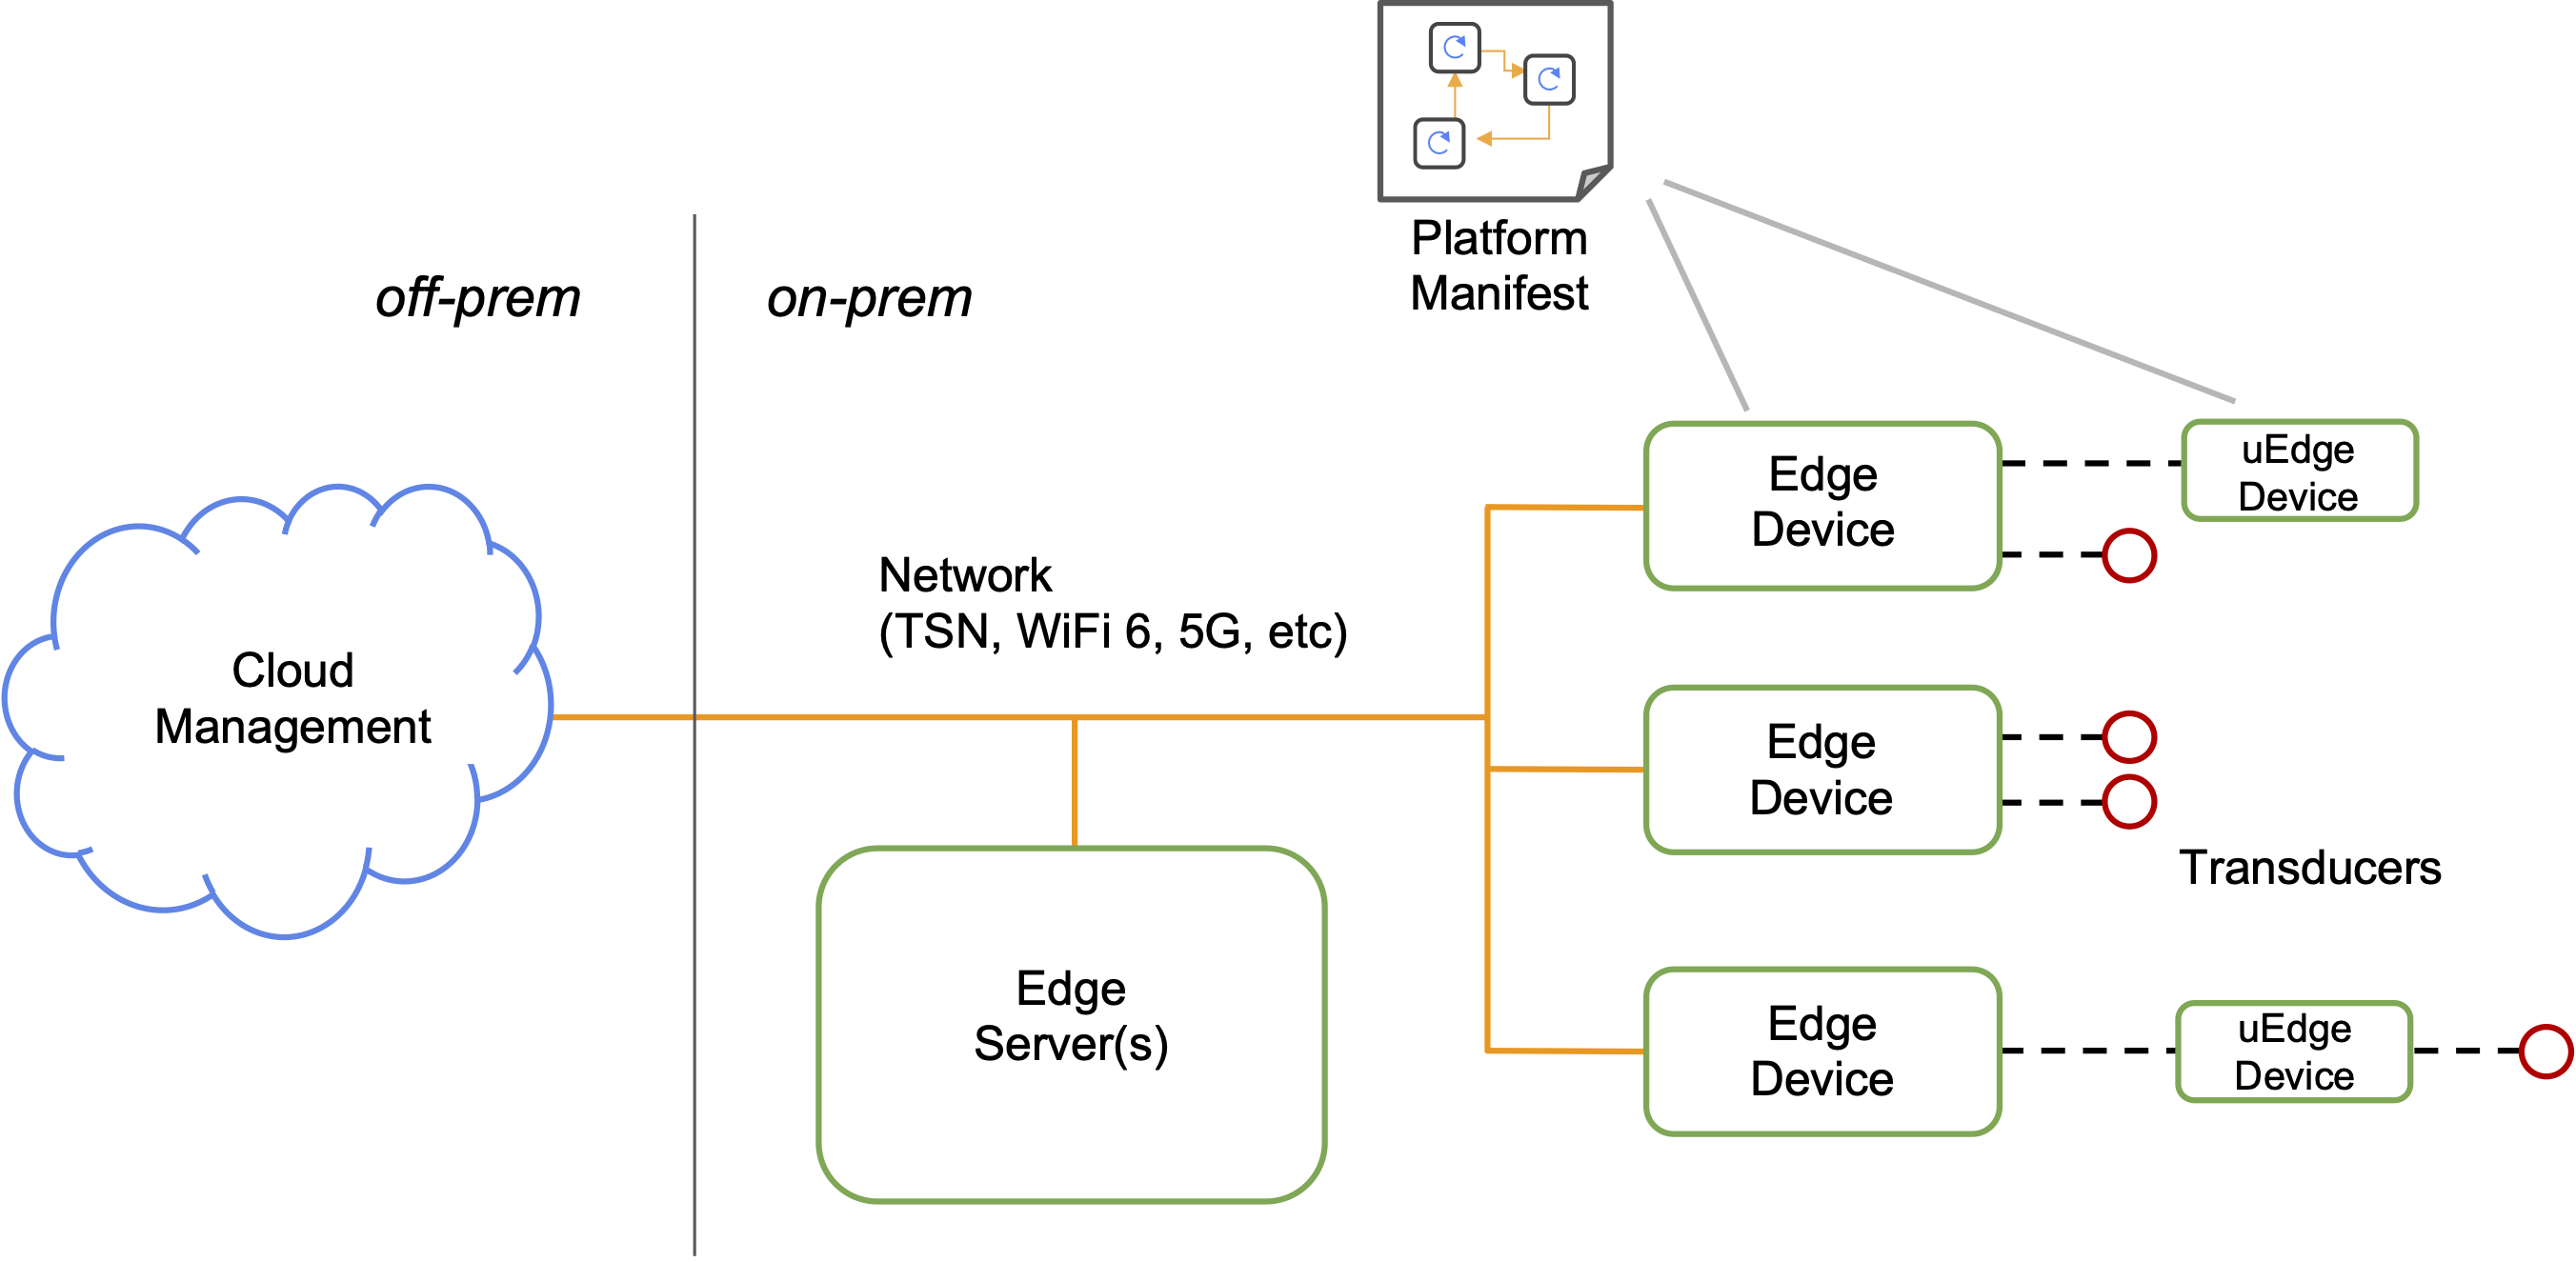 Platform
Manifest
off-prem
on-prem
Network
(TSN, WiFi 6, 5G, etc)
Cloud
Management
Edge
Server(s)
Edge
Device
uEdge
Device
Edge
Device
Transducers
Edge
Device
uEdge
Device